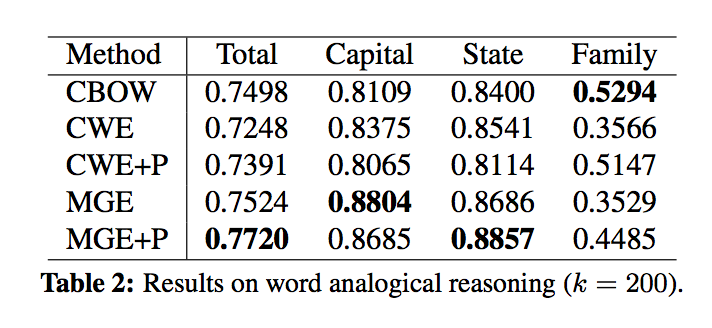 Method Total Capital State Family
CBOW 0.7498 0.8109 0.8400 0.5294
CWE 0.7248 0.8375 0.8541 0.3566
CWE+P 0.7391 0.8065 0.8114 0.5147
MGE 0.7524 0.8804 0.8686 0.3529
MGE+P 0.7720 0.8685 0.8857 0.4485
Table 2: Results on word analogical reasoning (k = 200).